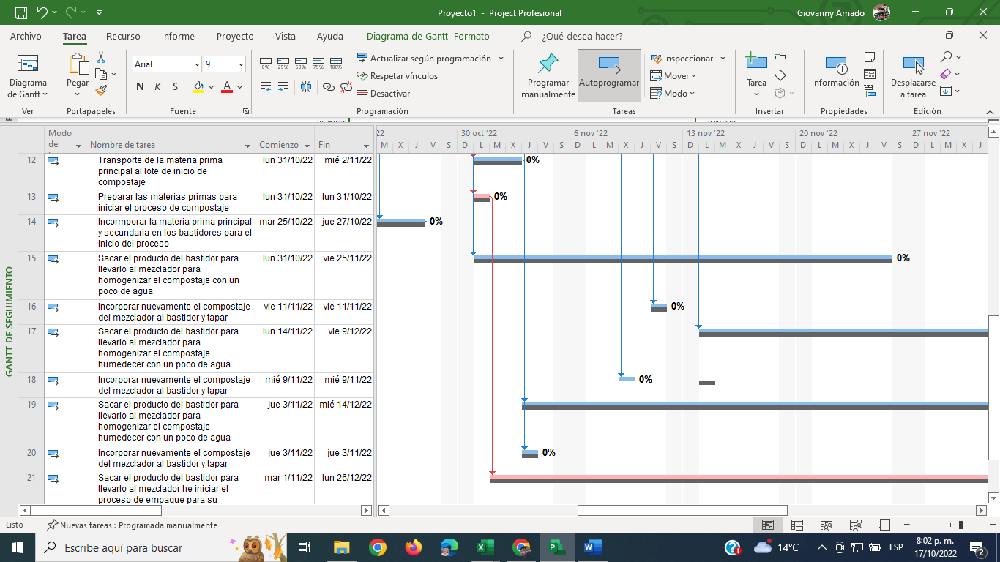 Proyecto1 - Project Profesional
Giovanny Amado
Archivo Tarea Recurso Informe Proyecto Vista Ayuda Diagrama de Gantt Formato ¿Qué desea hacer?
Diagrama
de Gantt
Ver
Pegar
Portapapeles
Arial 9
N K S A
Fuente
0% 25% 50% 75% 100%
Actualizar según programación
Respetar vínculos
Desactivar
Programación
Programar
manualmente
Autoprogramar
Inspeccionar
Mover
Modo
Tareas
Tarea
Insertar
Información
Propiedades
Desplazarse
a tarea
Edición
Modo
de
Nombre de tarea
Comienzo
Fin
22 30 oct '22 6 nov '22 13 nov '22 20 nov '22 27 nov '22
M X J V S D L M X J V S D L M X J V S D L M X J V S D L M X J V S D L M X J
GANTT DE SEGUIMIENTO
12 Transporte de la materia prima lun 31/10/22 mié 2/11/22 0%
principal al lote de inicio de
compostaje
13 Preparar las materias primas para lun 31/10/22 lun 31/10/22 0%
iniciar el proceso de compostaje
14 Incormporar la materia prima principal mar 25/10/22 jue 27/10/22 0%
y secundaria en los bastidores para el
inicio del proceso
15 Sacar el producto del bastidor para lun 31/10/22 vie 25/11/22 0%
llevarlo al mezclador para
homogenizar el compostaje con un
poco de agua
16 Incorporar nuevamente el compostaje vie 11/11/22 vie 11/11/22 0%
del mezclador al bastidor y tapar
17 Sacar el producto del bastidor para lun 14/11/22 vie 9/12/22
llevarlo al mezclador para
homogenizar el compostaje
humedecer con un poco de agua
18 Incorporar nuevamente el compostaje mié 9/11/22 mié 9/11/22 0%
del mezclador al bastidor y tapar
19 Sacar el producto del bastidor para jue 3/11/22 mié 14/12/22
llevarlo al mezclador para
homogenizar el compostaje
humedecer con un poco de agua
20 Incorporar nuevamente el compostaje jue 3/11/22 jue 3/11/22 0%
del mezclador al bastidor y tapar
21 Sacar el producto del bastidor para mar 1/11/22 lun 26/12/22
llevarlo al mezclador he iniciar el
proceso de empaque para su
Listo Nuevas tareas : Programada manualmente
Escribe aquí para buscar
14°C
ESP
8:02 p. m.
17/10/2022
2